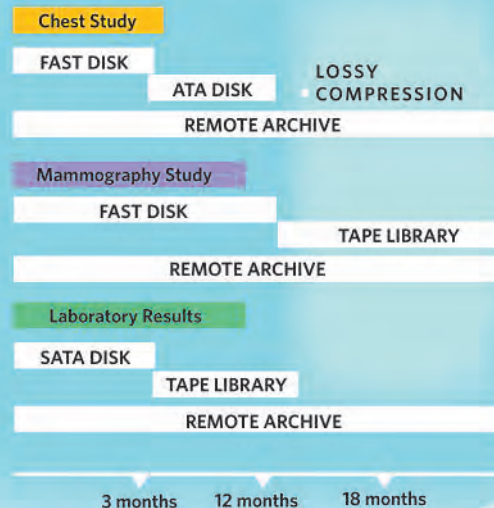 Chest Study
FAST DISK
ATA DISK
LOSSY
COMPRESSION
REMOTE ARCHIVE
Mammography Study
FAST DISK
TAPE LIBRARY
REMOTE ARCHIVE
Laboratory Results
SATA DISK
TAPE LIBRARY
REMOTE ARCHIVE
3 months 12 months 18 months